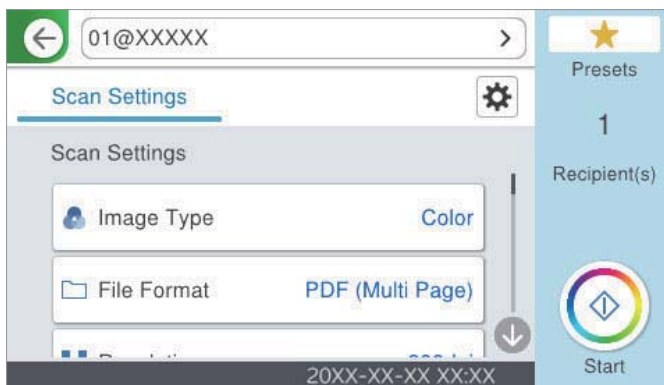 01@XXXXX
Presets
Scan Settings
1
Recipient(s)
Scan Settings
Image Type Color
File Format PDF (Multi Page)
20XX-XX-XX XX:XX
Start